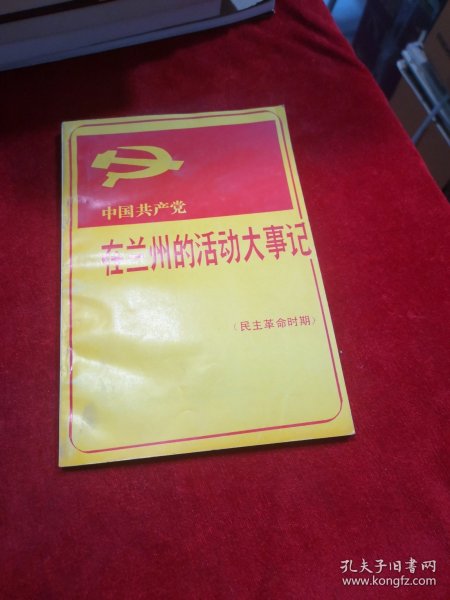 中国共产党
在兰州的活动大事记
（民主革命时期）
孔夫子旧书网
www.kongfz.com